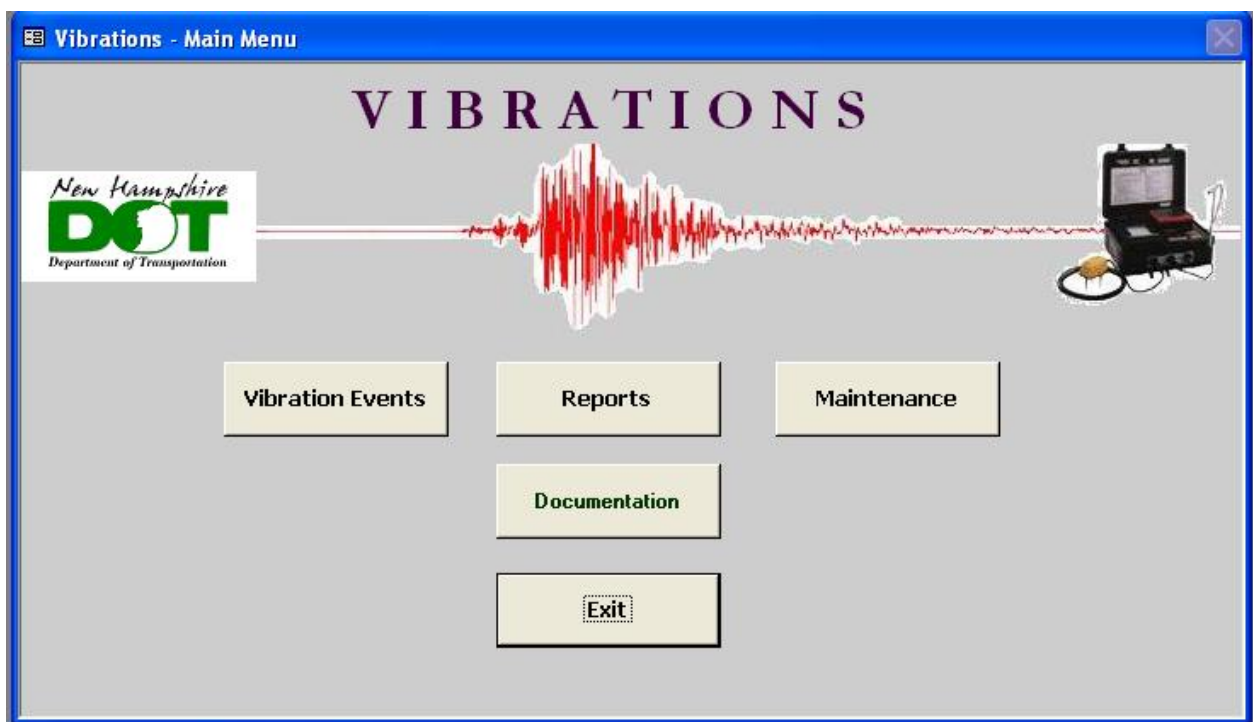 Vibrations - Main Menu
VIBRATIONS
New Hampshire
DOT
Department of Transportation
Vibration Events
Reports
Maintenance
Documentation
Exit